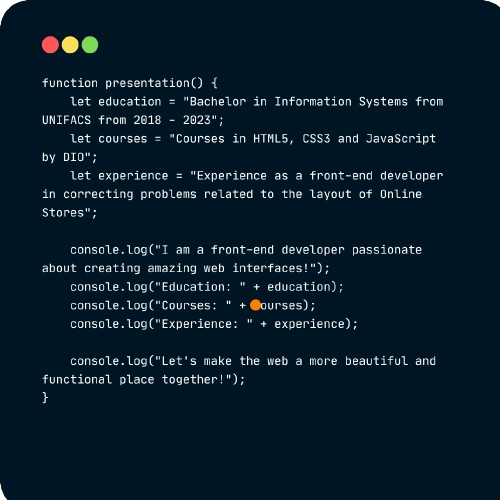 function presentation() {
let education = "Bachelor in Information Systems from
UNIFACS from 2018 - 2023";
let courses = "Courses in HTML5, CSS3 and JavaScript
by DIO";
let experience = "Experience as a front-end developer
in correcting problems related to the layout of Online
Stores";
console.log("I am a front-end developer passionate
about creating amazing web interfaces!");
console.log("Education: " + education);
console.log("Courses: " + courses);
console.log("Experience: " + experience);
console.log("Let's make the web a more beautiful and
functional place together!");
}